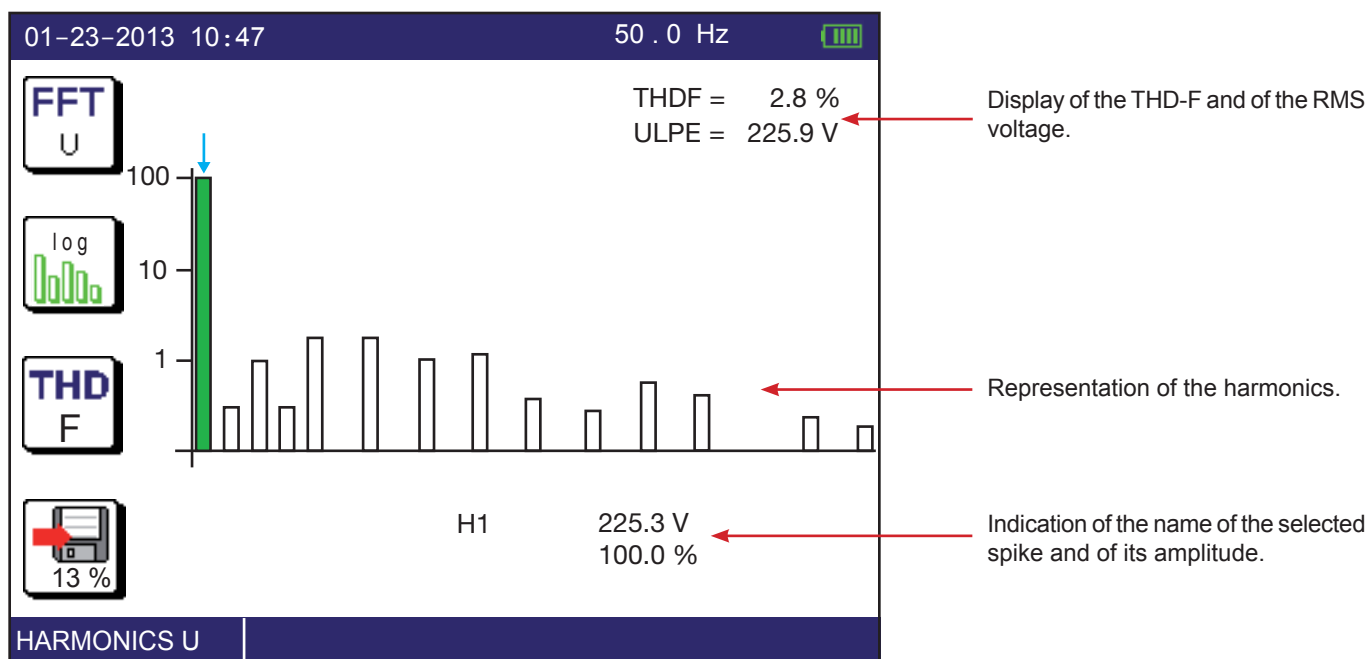 01-23-2013 10:47 50 . 0 Hz
FFT
U
THDF = 2.8 %
ULPE = 225.9 V
Display of the THD-F and of the RMS
voltage.
100
log
10
1
THD
F
Representation of the harmonics.
H1 225.3 V
100.0 %
Indication of the name of the selected
spike and of its amplitude.
13 %
HARMONICS U